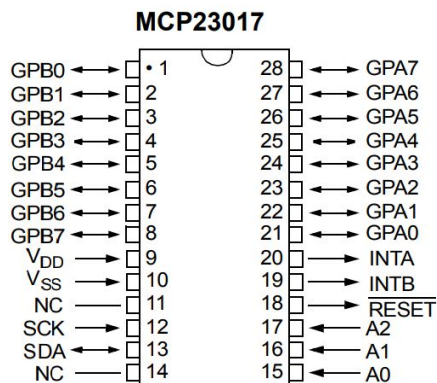 MCP23017
GPB0 • 1 28 GPA7
GPB1 2 27 GPA6
GPB2 3 26 GPA5
GPB3 4 25 GPA4
GPB4 5 24 GPA3
GPB5 6 23 GPA2
GPB6 7 22 GPA1
GPB7 8 21 GPA0
VDD 9 20 INTA
VSS 10 19 INTB
NC 11 18 RESET
SCK 12 17 A2
SDA 13 16 A1
NC 14 15 A0